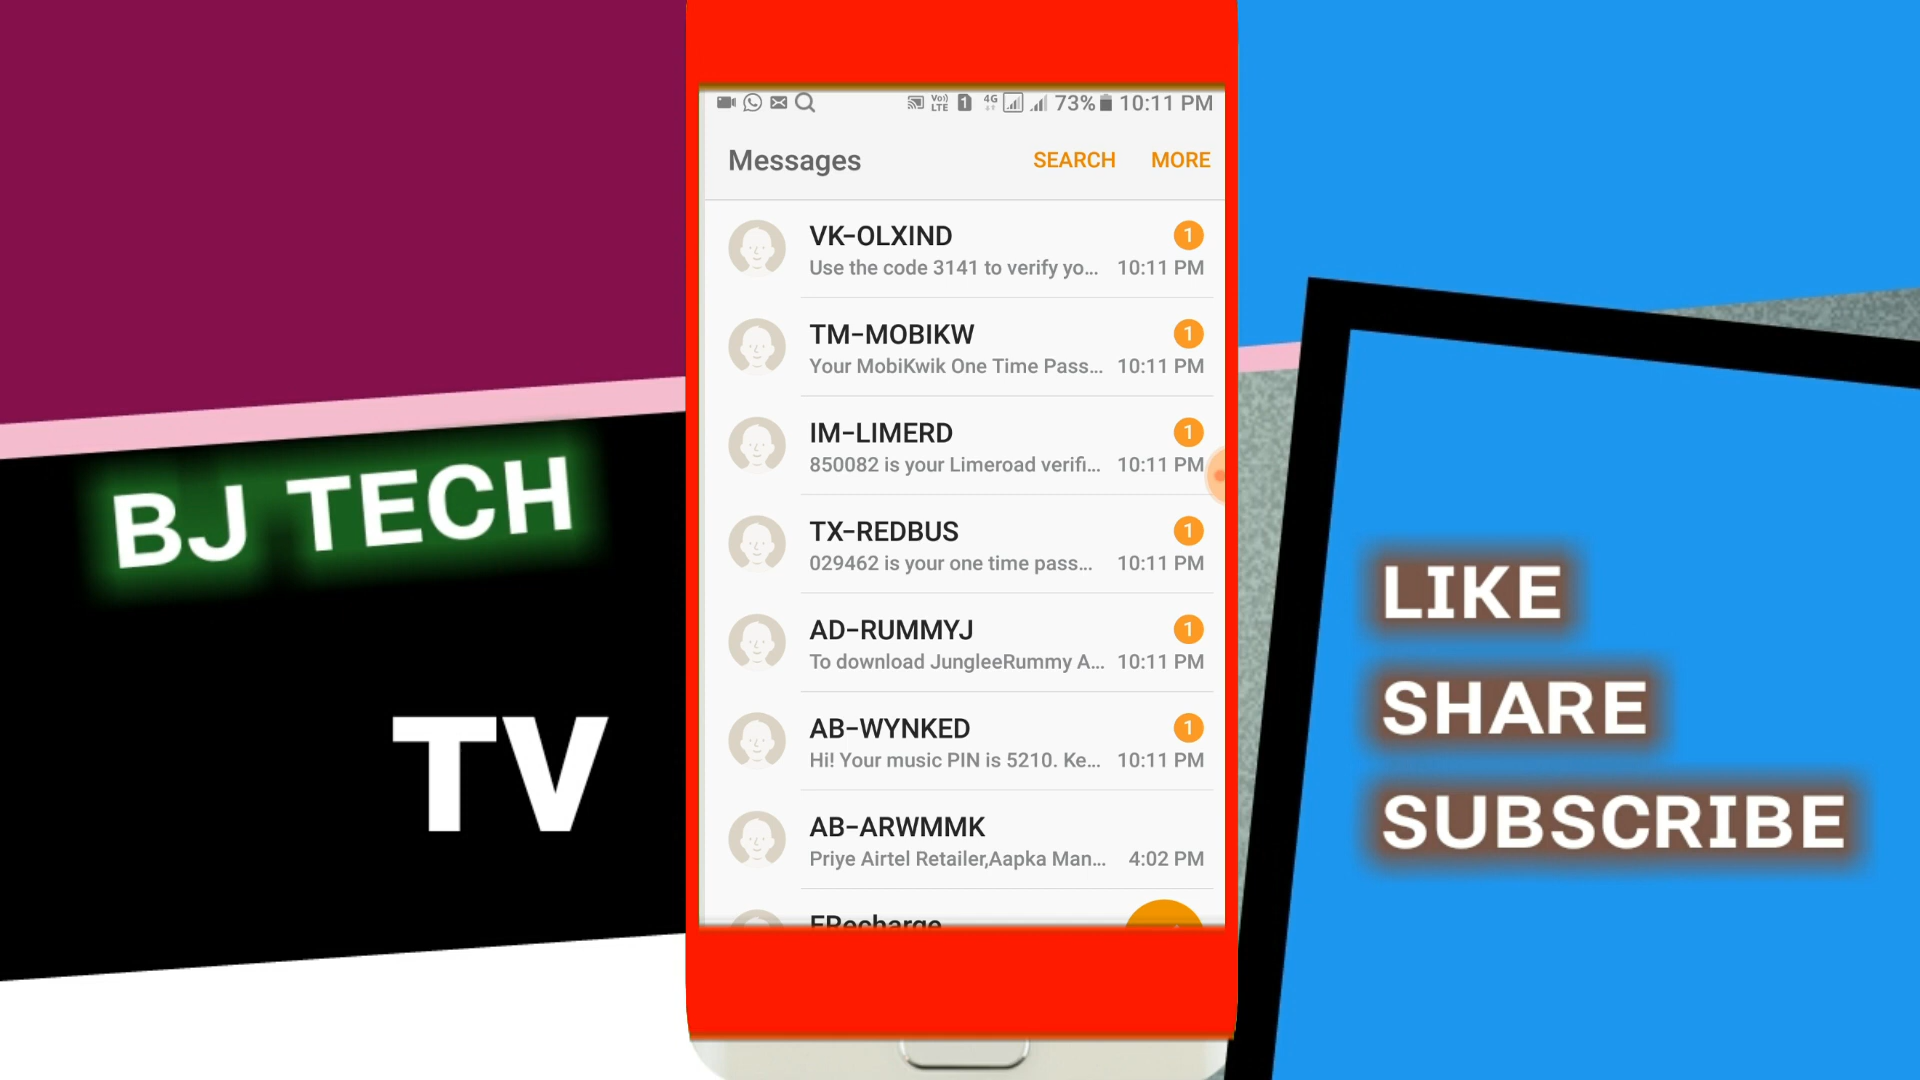 BJ TECH
TV
VoLTE 1 4G 73% 10:11 PM
Messages SEARCH MORE
VK-OLXIND 1
Use the code 3141 to verify yo... 10:11 PM
TM-MOBIKW 1
Your MobiKwik One Time Pass... 10:11 PM
IM-LIMERD 1
850082 is your Limeroad verifi... 10:11 PM
TX-REDBUS 1
029462 is your one time pass... 10:11 PM
AD-RUMMYJ 1
To download JungleeRummy A... 10:11 PM
AB-WYNKED 1
Hi! Your music PIN is 5210. Ke... 10:11 PM
AB-ARWMMK
Priye Airtel Retailer,Aapka Man... 4:02 PM
ERecharge
LIKE
SHARE
SUBSCRIBE